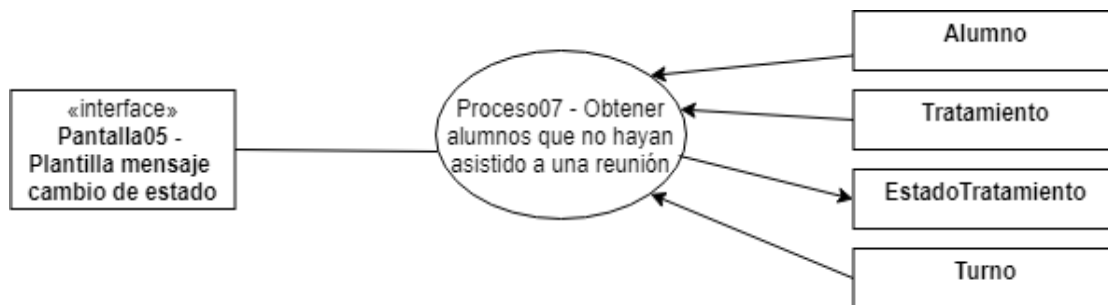 «interface»
Pantalla05 -
Plantilla mensaje
cambio de estado
Proceso07 - Obtener
alumnos que no hayan
asistido a una reunión
Alumno
Tratamiento
EstadoTratamiento
Turno